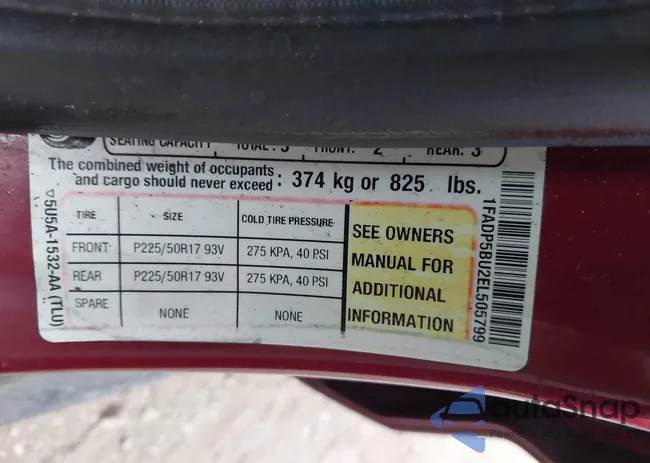 SEATING CAPACITY TOTAL: 5 FRONT: 2 REAR: 3
The combined weight of occupants
and cargo should never exceed : 374 kg or 825 lbs.
TIRE SIZE COLD TIRE PRESSURE
FRONT P225/50R17 93V 275 KPA, 40 PSI
REAR P225/50R17 93V 275 KPA, 40 PSI
SPARE NONE NONE
SEE OWNERS
MANUAL FOR
ADDITIONAL
INFORMATION
5U5A-1532-AA (TLU)
1FADP5BU2EL505799
AutoSnap